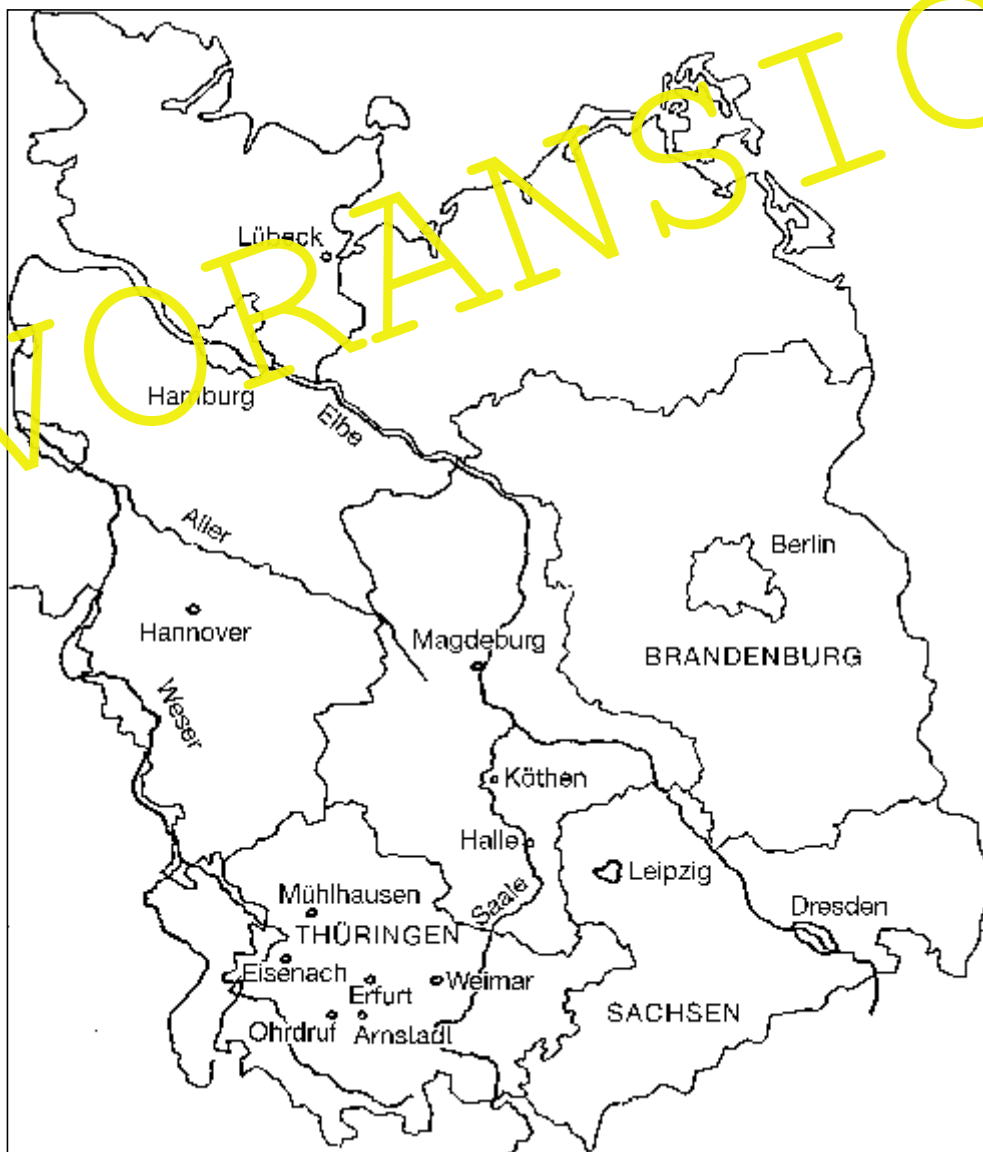 VORANSIC
Lübeck
Hamburg
Elbe
Aller
Berlin
Hannover
Magdeburg
BRANDENBURG
Weser
Köthen
Halle
Leipzig
Mühlhausen
Saale
Dresden
THÜRINGEN
Eisenach
Weimar
Erfurt
SACHSEN
Ohrdruf
Arnstadt